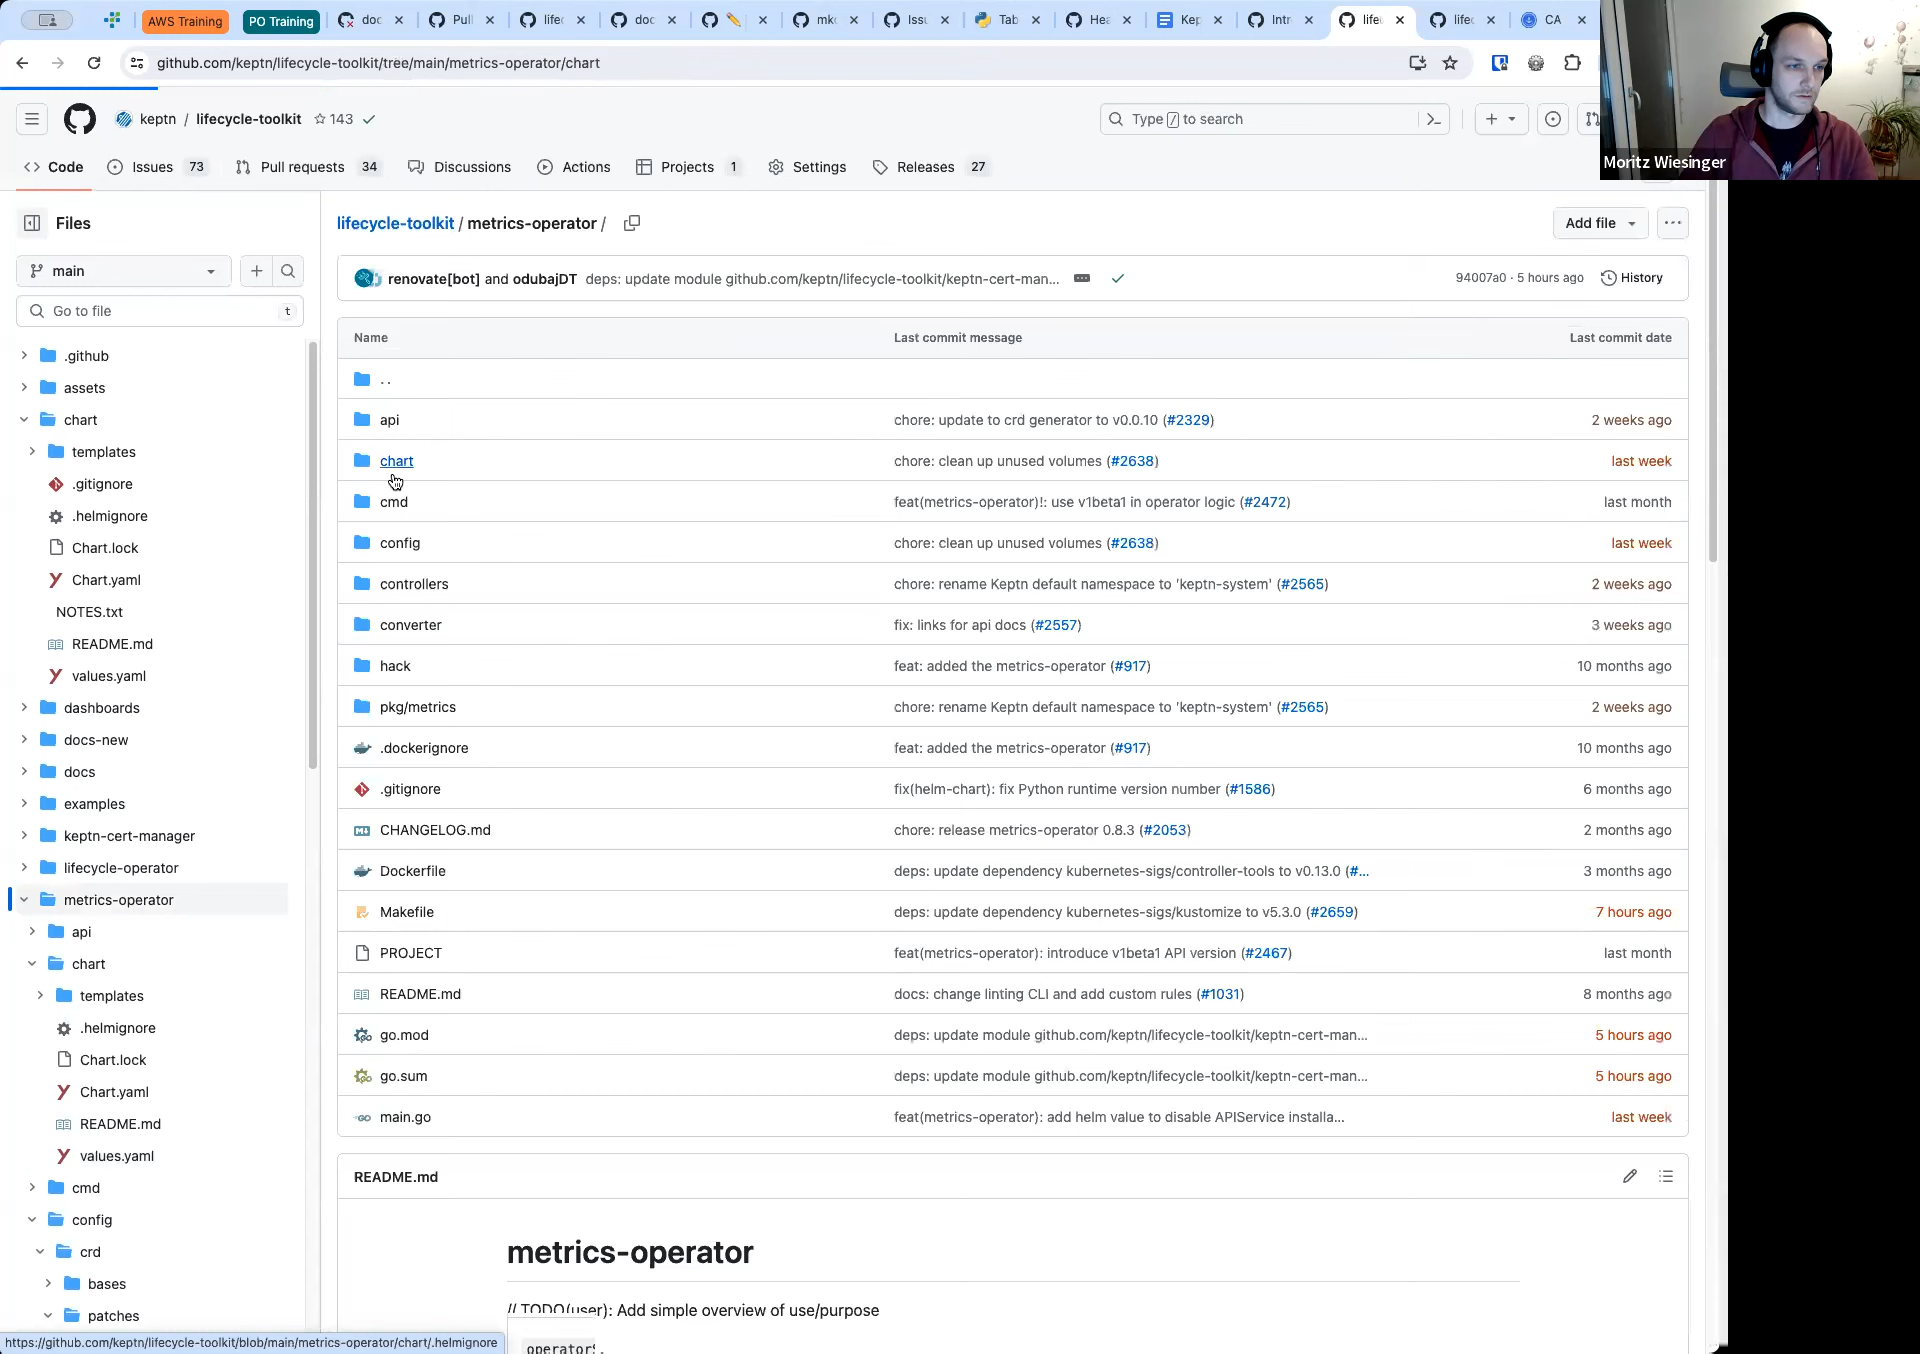 AWS Training
PO Training
doc
Pull
lifec
doc
mkc
Issu
Tab
Hea
Kep
Intr
lifec
lifec
CA
github.com/keptn/lifecycle-toolkit/tree/main/metrics-operator/chart
keptn / lifecycle-toolkit 143
Type / to search
Moritz Wiesinger
Code
Issues 73
Pull requests 34
Discussions
Actions
Projects 1
Settings
Releases 27
Files
main
Go to file t
.github
assets
chart
templates
.gitignore
.helmignore
Chart.lock
Chart.yaml
NOTES.txt
README.md
values.yaml
dashboards
docs-new
docs
examples
keptn-cert-manager
lifecycle-operator
metrics-operator
api
chart
templates
.helmignore
Chart.lock
Chart.yaml
README.md
values.yaml
cmd
config
crd
bases
patches
https://github.com/keptn/lifecycle-toolkit/blob/main/metrics-operator/chart/.helmignore
lifecycle-toolkit / metrics-operator /
Add file
renovate[bot] and odubajDT deps: update module github.com/keptn/lifecycle-toolkit/keptn-cert-man...
94007a0 · 5 hours ago History
Name Last commit message Last commit date
..
api chore: update to crd generator to v0.0.10 (#2329) 2 weeks ago
chart chore: clean up unused volumes (#2638) last week
cmd feat(metrics-operator)!: use v1beta1 in operator logic (#2472) last month
config chore: clean up unused volumes (#2638) last week
controllers chore: rename Keptn default namespace to 'keptn-system' (#2565) 2 weeks ago
converter fix: links for api docs (#2557) 3 weeks ago
hack feat: added the metrics-operator (#917) 10 months ago
pkg/metrics chore: rename Keptn default namespace to 'keptn-system' (#2565) 2 weeks ago
.dockerignore feat: added the metrics-operator (#917) 10 months ago
.gitignore fix(helm-chart): fix Python runtime version number (#1586) 6 months ago
CHANGELOG.md chore: release metrics-operator 0.8.3 (#2053) 2 months ago
Dockerfile deps: update dependency kubernetes-sigs/controller-tools to v0.13.0 (#... 3 months ago
Makefile deps: update dependency kubernetes-sigs/kustomize to v5.3.0 (#2659) 7 hours ago
PROJECT feat(metrics-operator): introduce v1beta1 API version (#2467) last month
README.md docs: change linting CLI and add custom rules (#1031) 8 months ago
go.mod deps: update module github.com/keptn/lifecycle-toolkit/keptn-cert-man... 5 hours ago
go.sum deps: update module github.com/keptn/lifecycle-toolkit/keptn-cert-man... 5 hours ago
main.go feat(metrics-operator): add helm value to disable APIService installa... last week
README.md
metrics-operator
// TODO(user): Add simple overview of use/purpose